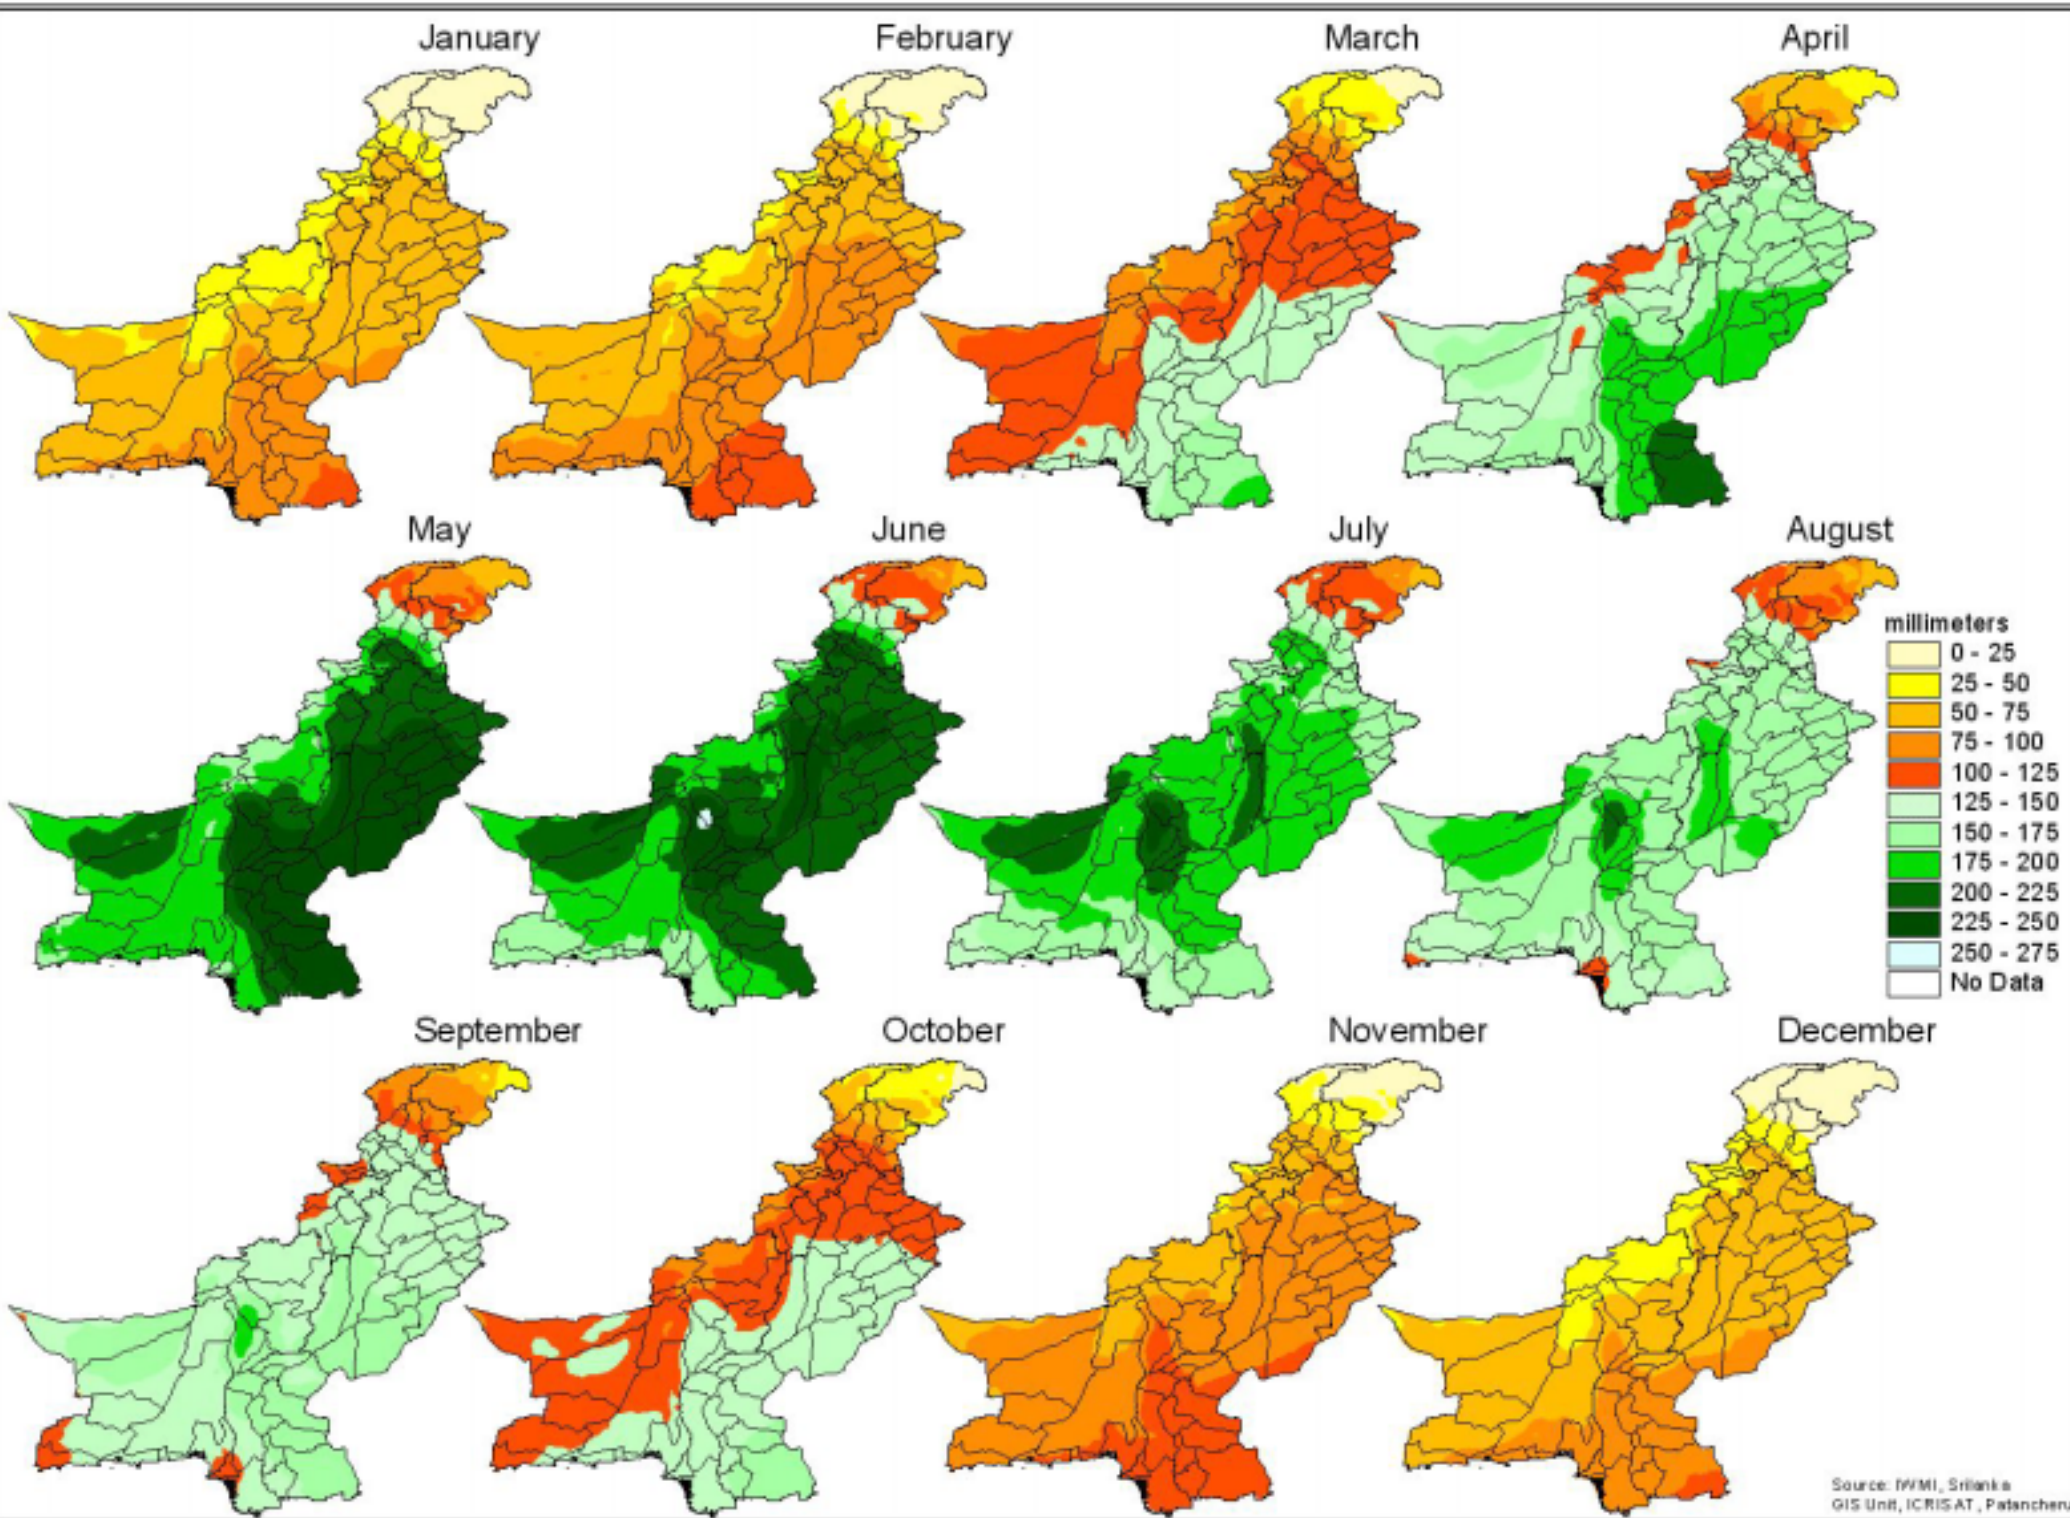 January
February
March
April
May
June
July
August
millimeters
0 - 25
25 - 50
50 - 75
75 - 100
100 - 125
125 - 150
150 - 175
175 - 200
200 - 225
225 - 250
250 - 275
No Data
September
October
November
December
Source: IWMI, Srilanka
GIS Unit, ICRISAT, Patancheru